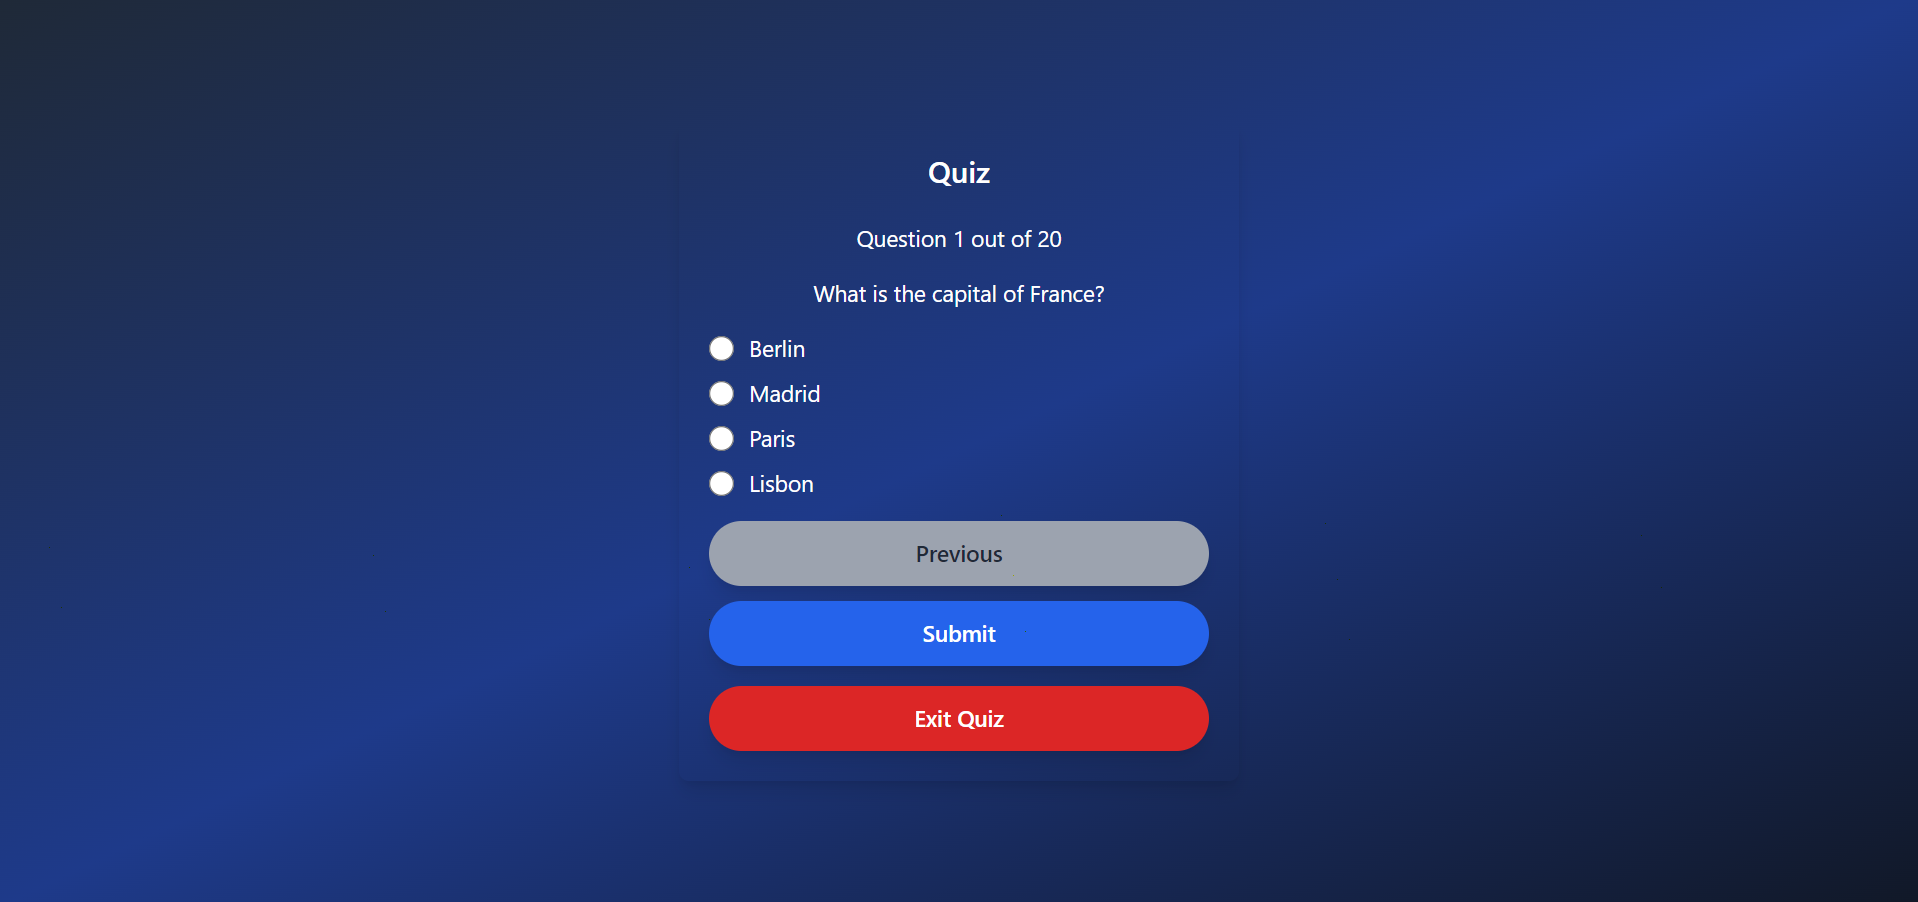 Quiz
Question 1 out of 20
What is the capital of France?
Berlin
Madrid
Paris
Lisbon
Previous
Submit
Exit Quiz